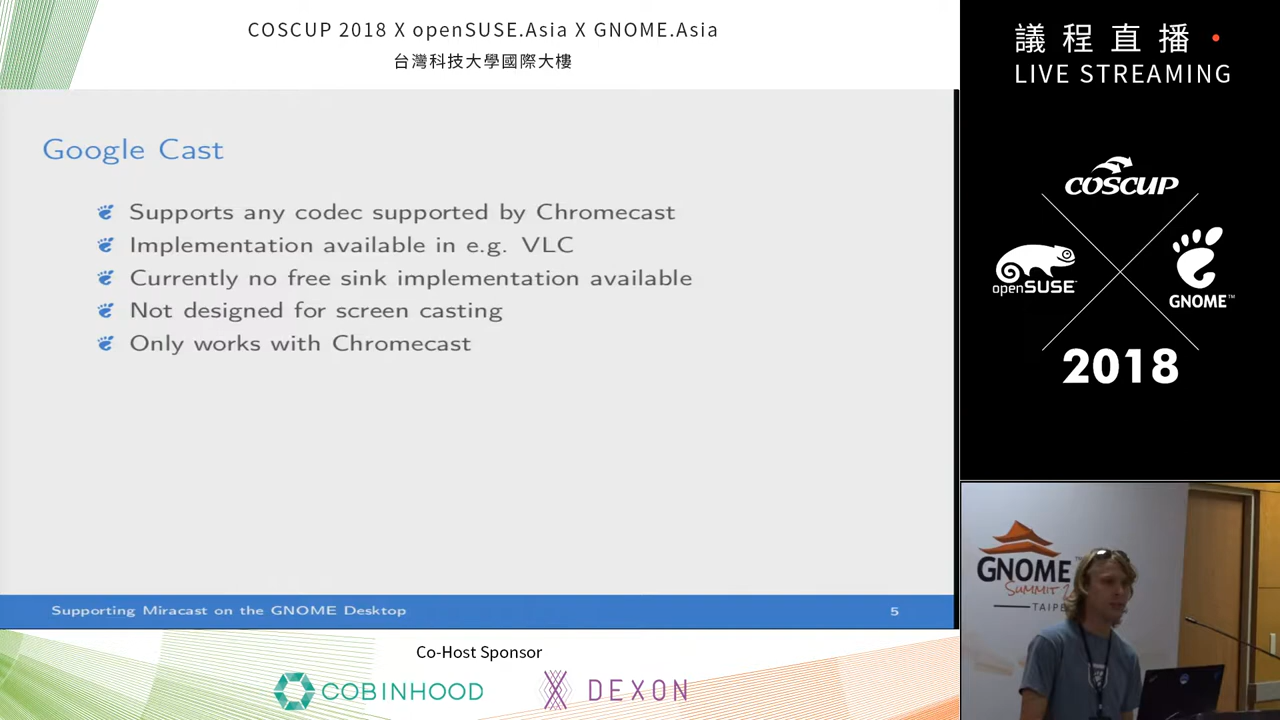 COSCUP 2018 X openSUSE.Asia X GNOME.Asia
台灣科技大學國際大樓
議程直播
LIVE STREAMING
Google Cast
Supports any codec supported by Chromecast
Implementation available in e.g. VLC
Currently no free sink implementation available
Not designed for screen casting
Only works with Chromecast
Supporting Miracast on the GNOME Desktop 5
COSCUP
openSUSE
GNOME™
2018
GNOME
Summit
TAIPE
Co-Host Sponsor
COBINHOOD
DEXON